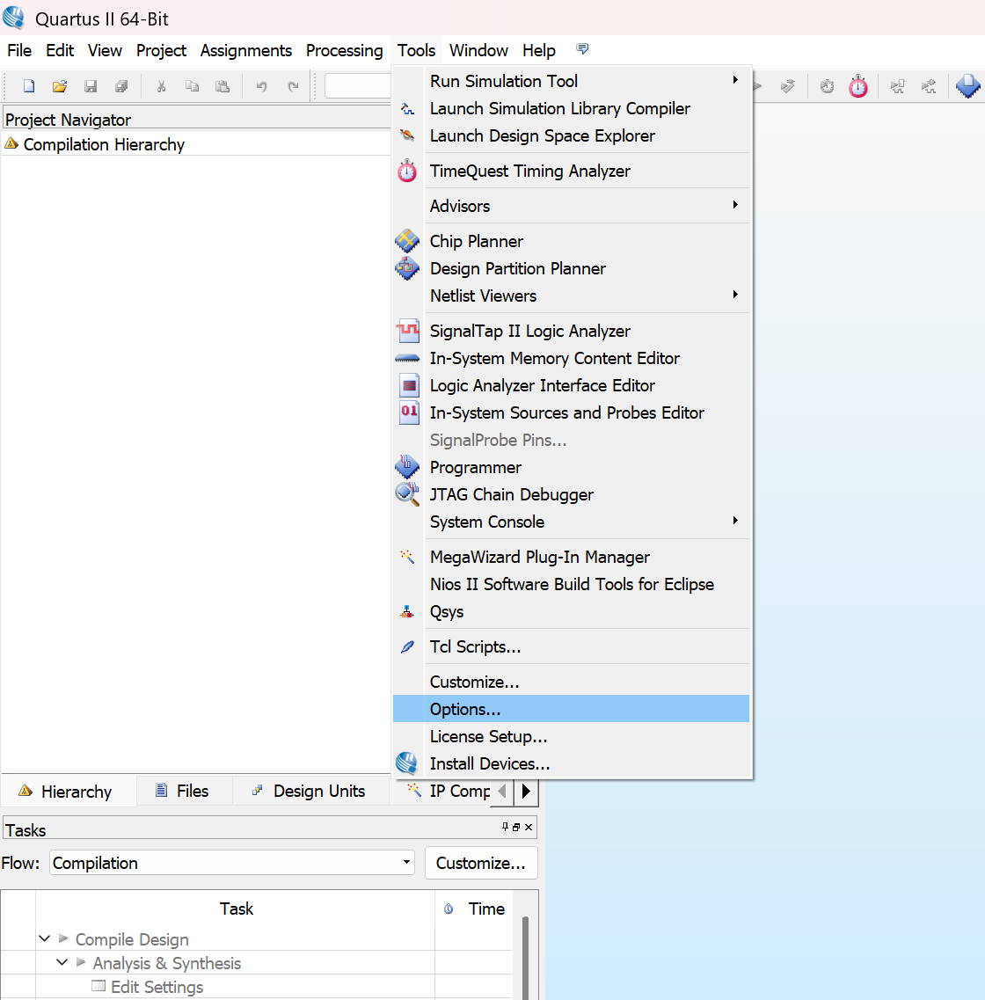 Quartus II 64-Bit
File Edit View Project Assignments Processing Tools Window Help
Project Navigator
Compilation Hierarchy
Run Simulation Tool
Launch Simulation Library Compiler
Launch Design Space Explorer
TimeQuest Timing Analyzer
Advisors
Chip Planner
Design Partition Planner
Netlist Viewers
SignalTap II Logic Analyzer
In-System Memory Content Editor
Logic Analyzer Interface Editor
01 In-System Sources and Probes Editor
SignalProbe Pins...
Programmer
JTAG Chain Debugger
System Console
MegaWizard Plug-In Manager
Nios II Software Build Tools for Eclipse
Qsys
Tcl Scripts...
Customize...
Options...
License Setup...
Install Devices...
Hierarchy Files Design Units IP Comp
Tasks
Flow: Compilation Customize...
Task Time
Compile Design
Analysis & Synthesis
Edit Settings